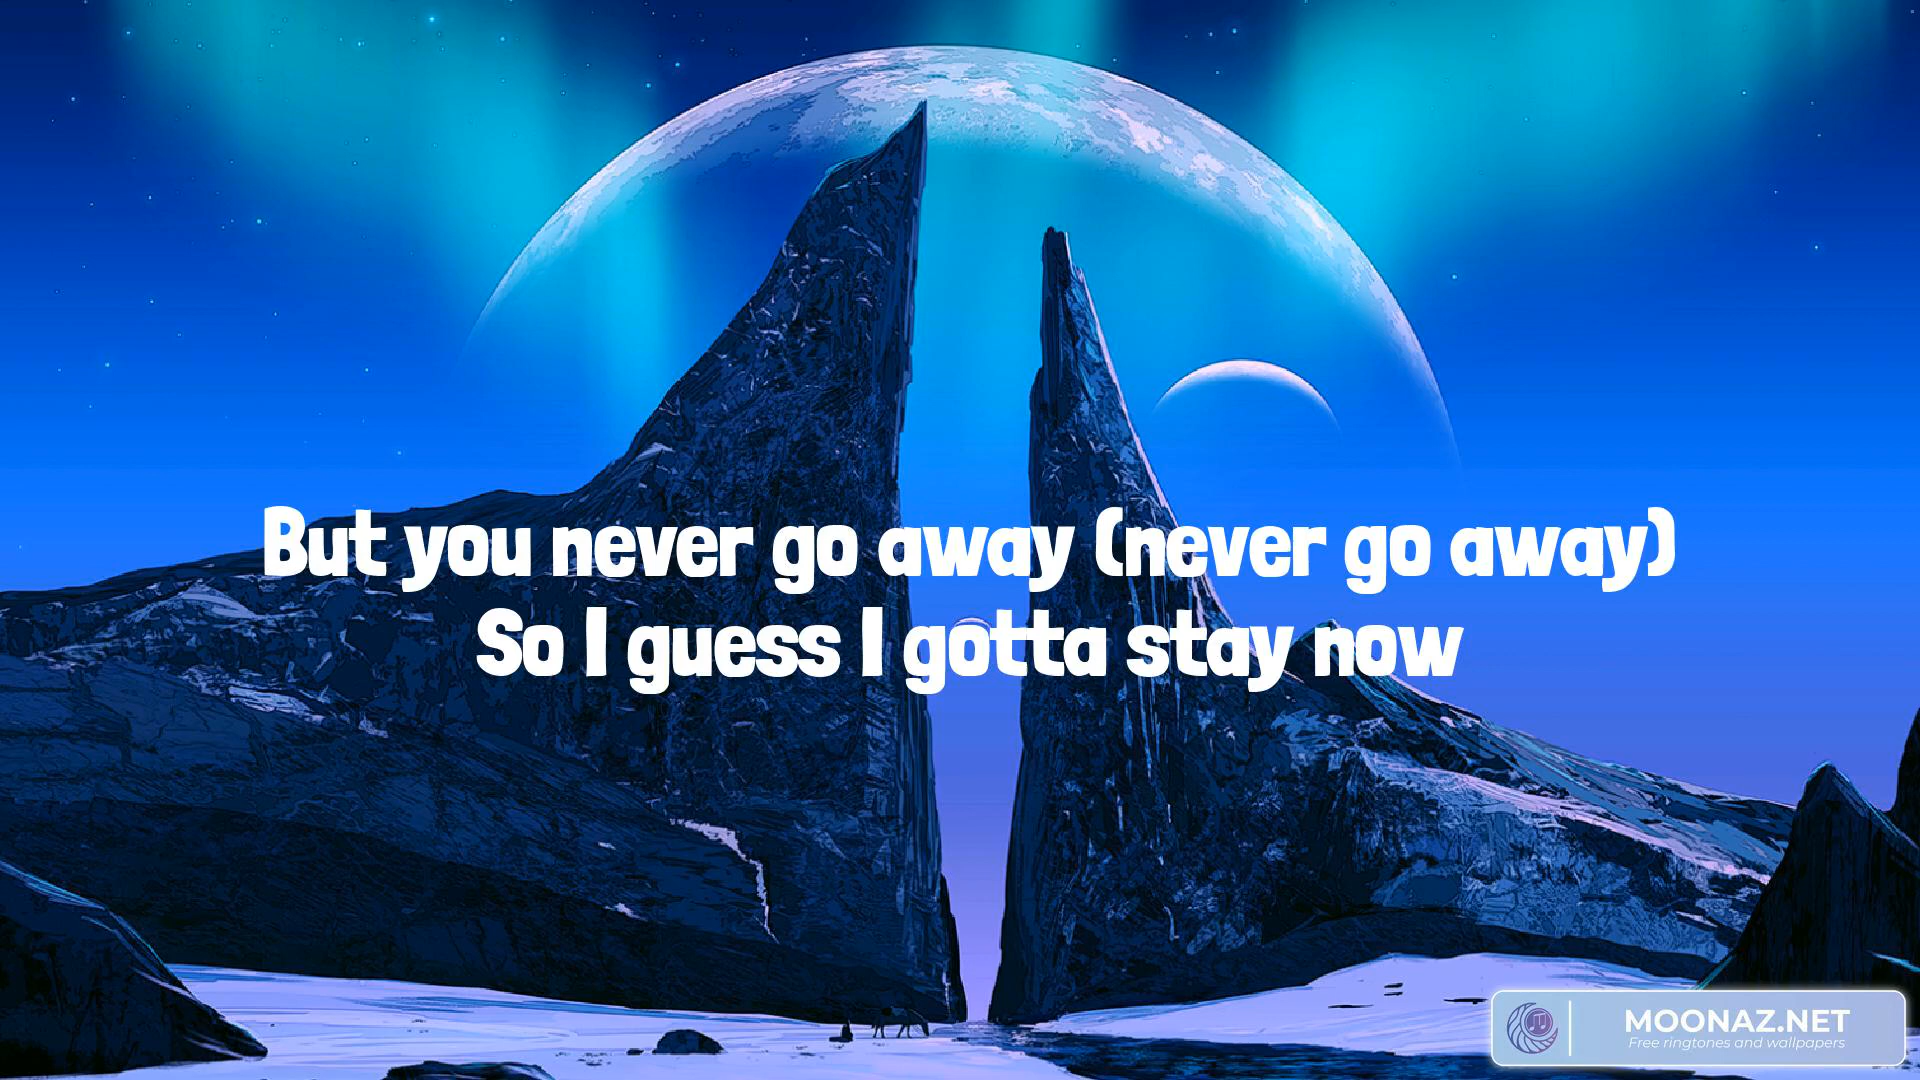 But you never go away (never go away)
So I guess I gotta stay now
MOONAZ.NET
Free ringtones and wallpapers